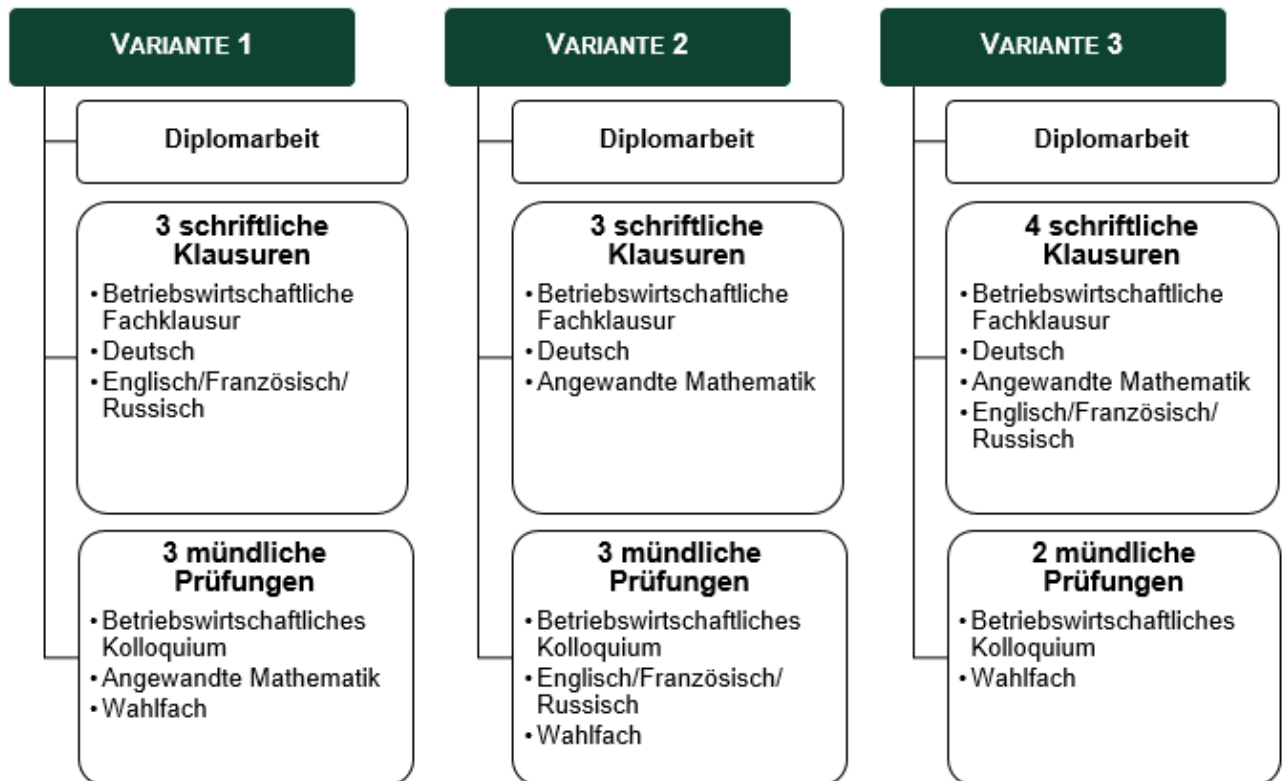 VARIANTE 1
Diplomarbeit
3 schriftliche
Klausuren
• Betriebswirtschaftliche
Fachklausur
• Deutsch
• Englisch/Französisch/
Russisch
3 mündliche
Prüfungen
• Betriebswirtschaftliches
Kolloquium
• Angewandte Mathematik
• Wahlfach
VARIANTE 2
Diplomarbeit
3 schriftliche
Klausuren
• Betriebswirtschaftliche
Fachklausur
• Deutsch
• Angewandte Mathematik
3 mündliche
Prüfungen
• Betriebswirtschaftliches
Kolloquium
• Englisch/Französisch/
Russisch
• Wahlfach
VARIANTE 3
Diplomarbeit
4 schriftliche
Klausuren
• Betriebswirtschaftliche
Fachklausur
• Deutsch
• Angewandte Mathematik
• Englisch/Französisch/
Russisch
2 mündliche
Prüfungen
• Betriebswirtschaftliches
Kolloquium
• Wahlfach